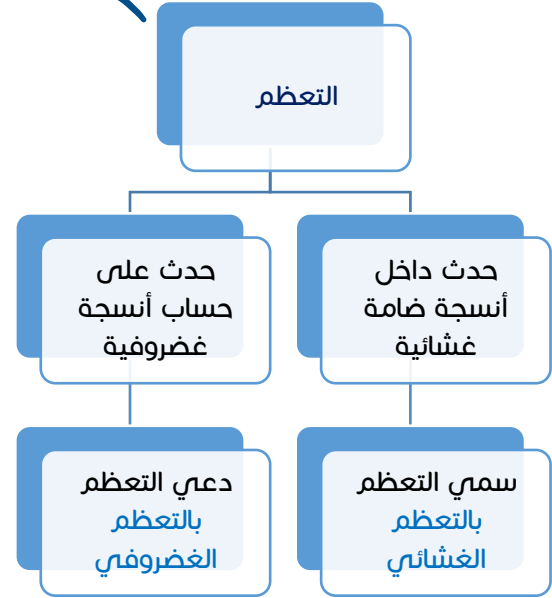 التعظم
حدث داخل
أنسجة ضامة
غشائية
حدث على
حساب أنسجة
غضروفية
سمي التعظم
بالتعظم
الغشائي
دعي التعظم
بالتعظم
الغضروفي